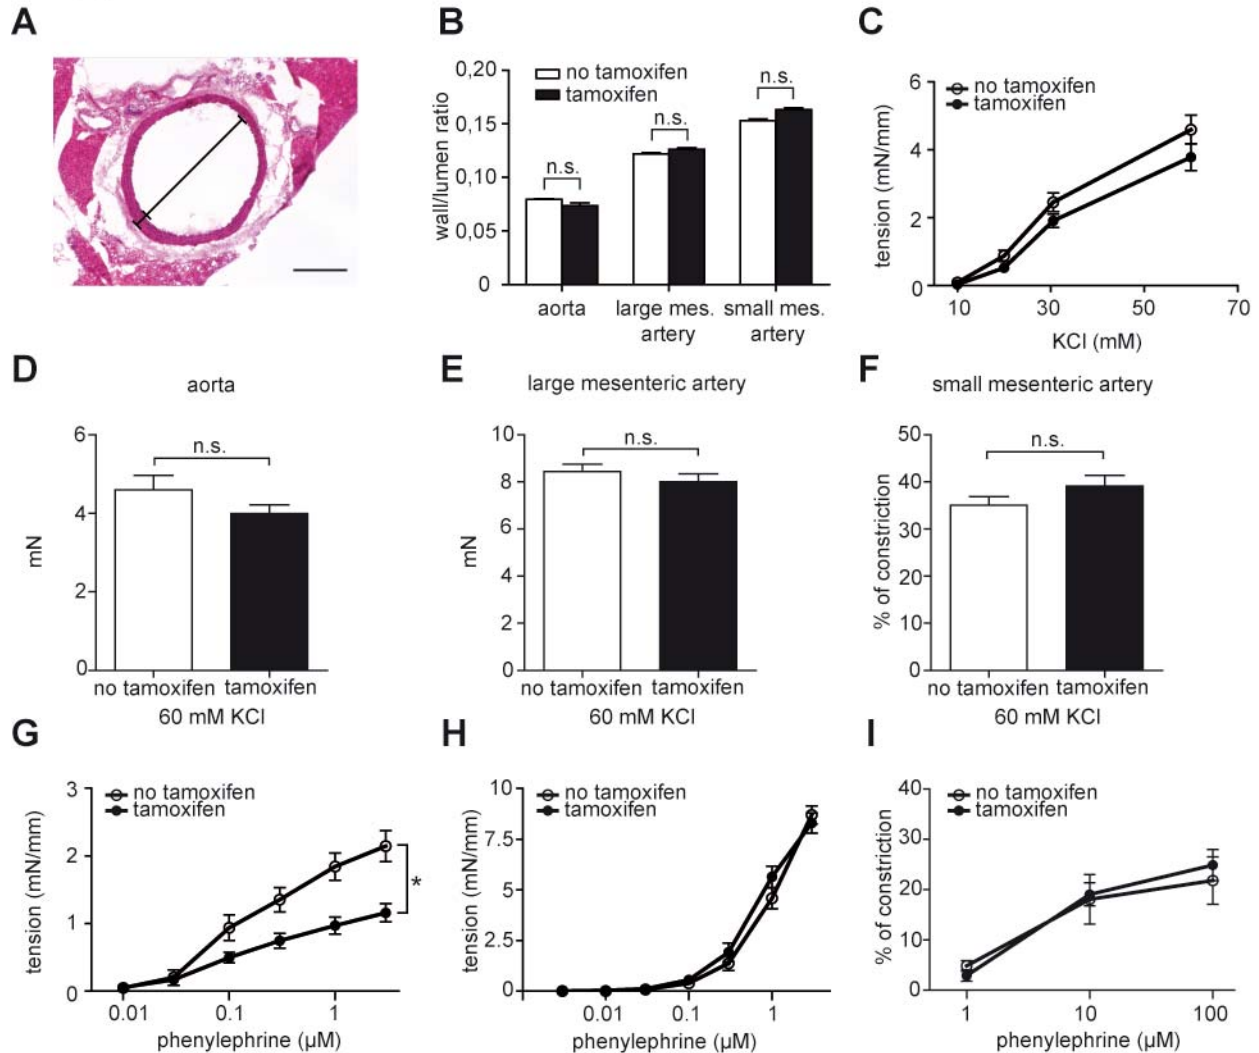 A
B
0,20
0,15
0,10
0,05
0
wall/lumen ratio
no tamoxifen
tamoxifen
n.s.
n.s.
n.s.
aorta
large mes.
artery
small mes.
artery
C
6
4
2
0
tension (mN/mm)
no tamoxifen
tamoxifen
10
30
50
70
KCl (mM)
D
aorta
6
4
2
0
mN
n.s.
no tamoxifen
tamoxifen
60 mM KCl
E
large mesenteric artery
10
8
6
4
2
0
mN
n.s.
no tamoxifen
tamoxifen
60 mM KCl
F
small mesenteric artery
50
40
30
20
10
0
% of constriction
n.s.
no tamoxifen
tamoxifen
60 mM KCl
G
3
2
1
0
tension (mN/mm)
no tamoxifen
tamoxifen
*
0.01
0.1
1
phenylephrine (µM)
H
10
7.5
5
2.5
0
tension (mN/mm)
no tamoxifen
tamoxifen
0.01
0.1
1
phenylephrine (µM)
I
40
30
20
10
0
% of constriction
no tamoxifen
tamoxifen
1
10
100
phenylephrine (µM)